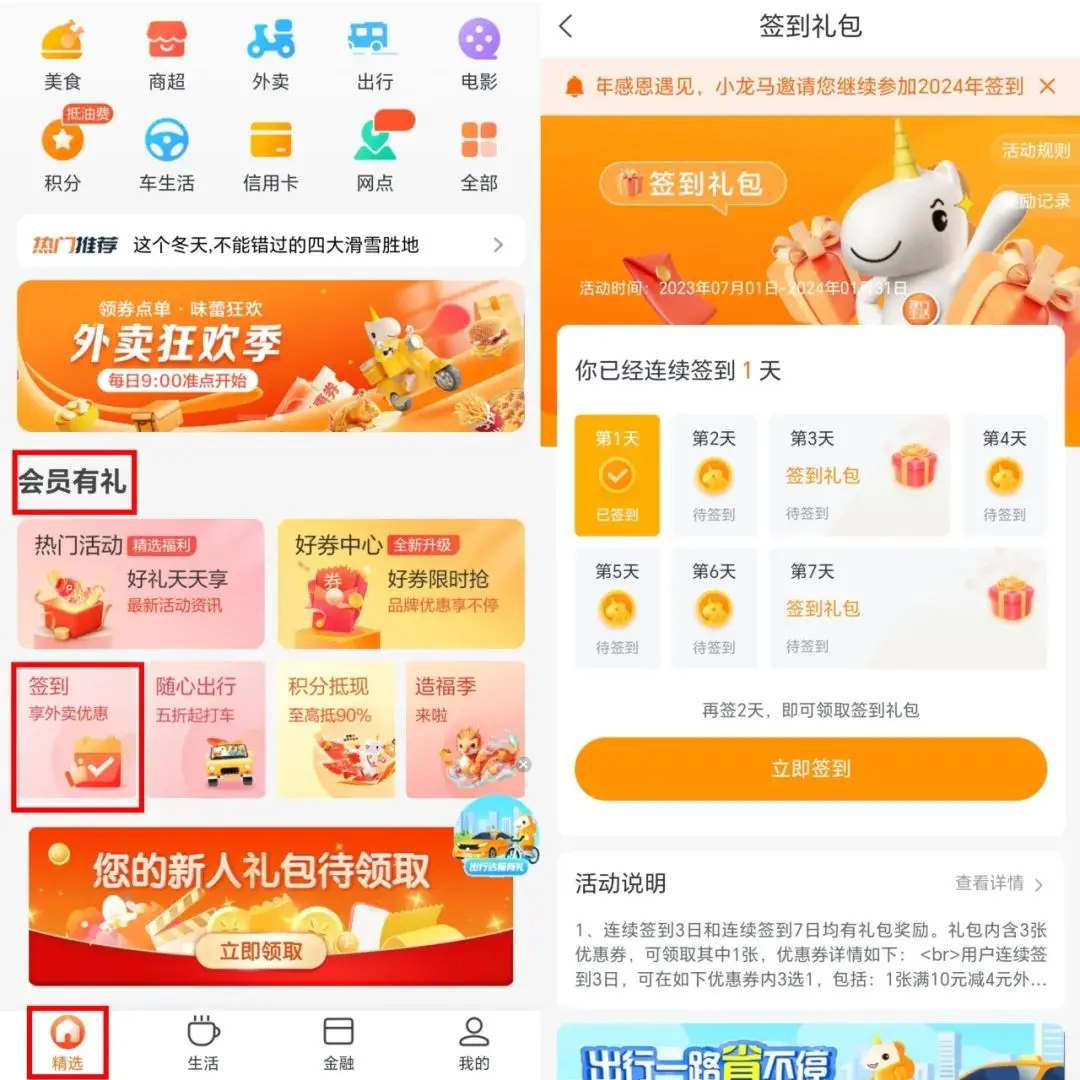 美食
商超
外卖
出行
电影
抵油费
积分
车生活
信用卡
网点
全部
热门推荐
这个冬天,不能错过的四大滑雪胜地
领券点单·味蕾狂欢
外卖狂欢季
每日9:00准点开始
会员有礼
热门活动 精选福利
好礼天天享
最新活动资讯
好券中心 全新升级
券
好券限时抢
品牌优惠享不停
签到
享外卖优惠
随心出行
五折起打车
积分抵现
至高抵90%
造福季
来啦
您的新人礼包待领取
立即领取
精选
生活
金融
我的
签到礼包
年感恩遇见，小龙马邀请您继续参加2024年签到
活动规则
励记录
签到礼包
活动时间：2023年07月01日-2024年01月31日
你已经连续签到 1 天
第1天
已签到
第2天
待签到
第3天
签到礼包
待签到
第4天
待签到
第5天
待签到
第6天
待签到
第7天
签到礼包
待签到
再签2天，即可领取签到礼包
立即签到
活动说明
查看详情
1、连续签到3日和连续签到7日均有礼包奖励。礼包内含3张
优惠券，可领取其中1张，优惠券详情如下：<br>用户连续签
到3日，可在如下优惠券内3选1，包括：1张满10元减4元外...
出行一路省不停